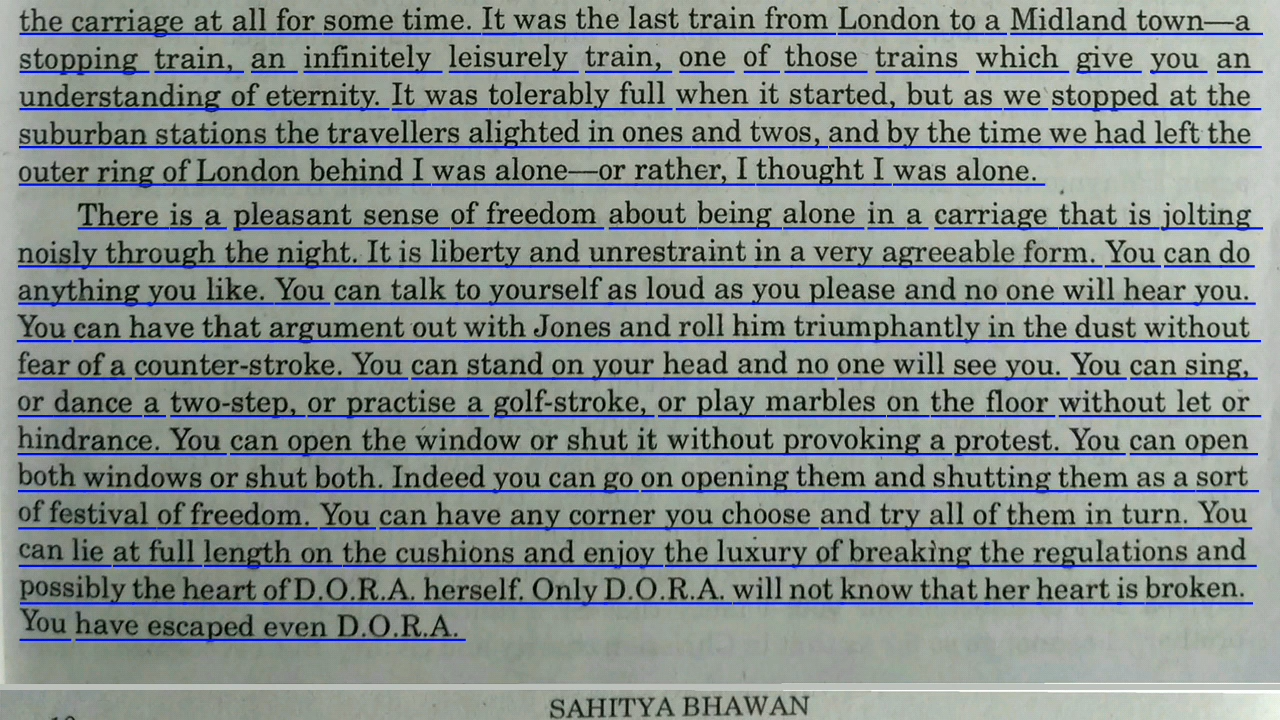 the carriage at all for some time. It was the last train from London to a Midland town—a
stopping train, an infinitely leisurely train, one of those trains which give you an
understanding of eternity. It was tolerably full when it started, but as we stopped at the
suburban stations the travellers alighted in ones and twos, and by the time we had left the
outer ring of London behind I was alone—or rather, I thought I was alone.
There is a pleasant sense of freedom about being alone in a carriage that is jolting
noisly through the night. It is liberty and unrestraint in a very agreeable form. You can do
anything you like. You can talk to yourself as loud as you please and no one will hear you.
You can have that argument out with Jones and roll him triumphantly in the dust without
fear of a counter-stroke. You can stand on your head and no one will see you. You can sing,
or dance a two-step, or practise a golf-stroke, or play marbles on the floor without let or
hindrance. You can open the window or shut it without provoking a protest. You can open
both windows or shut both. Indeed you can go on opening them and shutting them as a sort
of festival of freedom. You can have any corner you choose and try all of them in turn. You
can lie at full length on the cushions and enjoy the luxury of breaking the regulations and
possibly the heart of D.O.R.A. herself. Only D.O.R.A. will not know that her heart is broken.
You have escaped even D.O.R.A.
SAHITYA BHAWAN